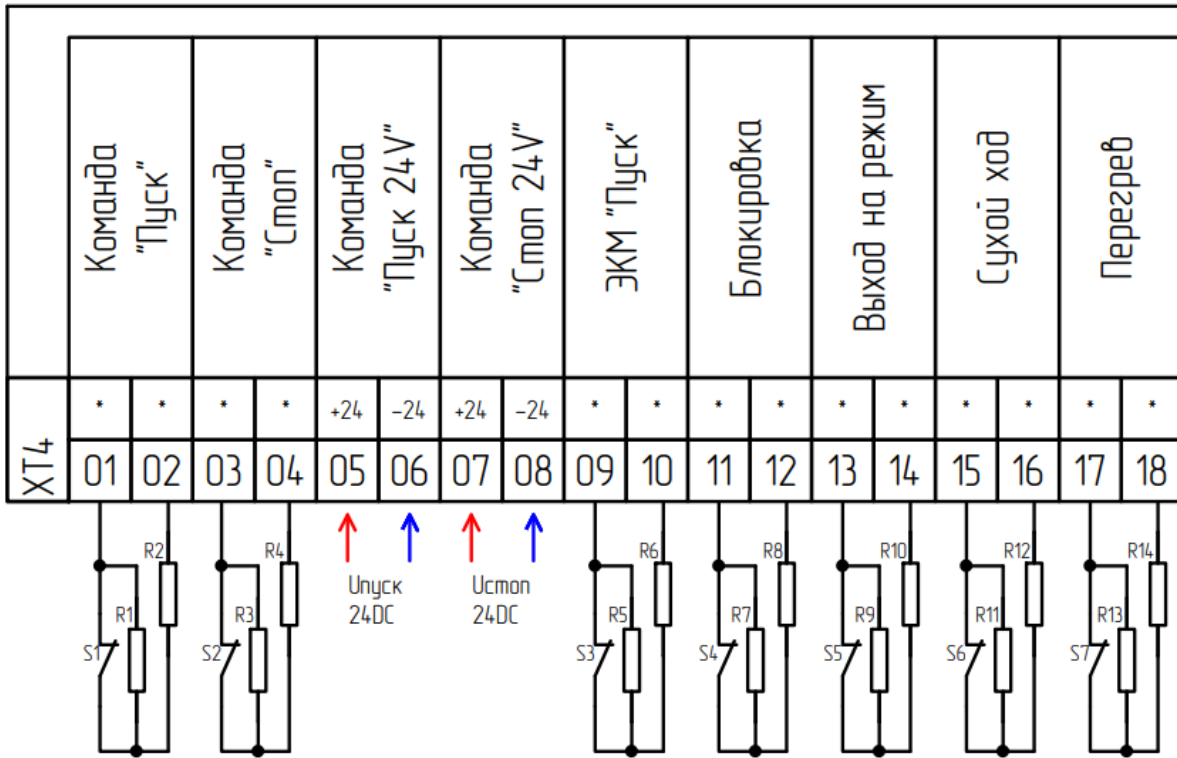 Команда
"Пуск"
Команда
"Стоп"
Команда
"Пуск 24V"
Команда
"Стоп 24V"
ЭКМ "Пуск"
Блокировка
Выход на режим
Сухой ход
Перегрев
XT4
* * * * +24 -24 +24 -24 * * * * * * * * * *
01 02 03 04 05 06 07 08 09 10 11 12 13 14 15 16 17 18
R2 R4 R6 R8 R10 R12 R14
Uпуск
24DC
Uстоп
24DC
R1 R3 R5 R7 R9 R11 R13
S1 S2 S3 S4 S5 S6 S7